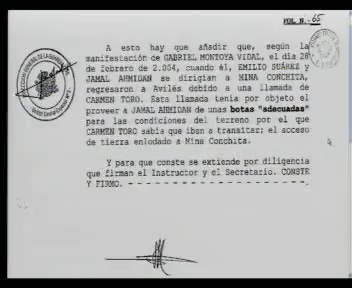 VOL N. 65
A esto hay que añadir que, según la
manifestación de GABRIEL MONTOYA VIDAL, el día 28
de febrero de 2.004, cuando él, EMILIO SUÁREZ y
JAMAL AHMIDAN se dirigían a MINA CONCHITA,
regresaron a Avilés debido a una llamada de
CARMEN TORO. Esta llamada tenía por objeto el
proveer a JAMAL AHMIDAN de unas botas "adecuadas"
para las condiciones del terreno por el que
CARMEN TORO sabía que iban a transitar; el acceso
de tierra enlodado a Mina Conchita.
Y para que conste se extiende por diligencia
que firman el Instructor y el Secretario. CONSTE
Y FIRMO. - - - - - - - - - - - - - - - - - - - - - -.